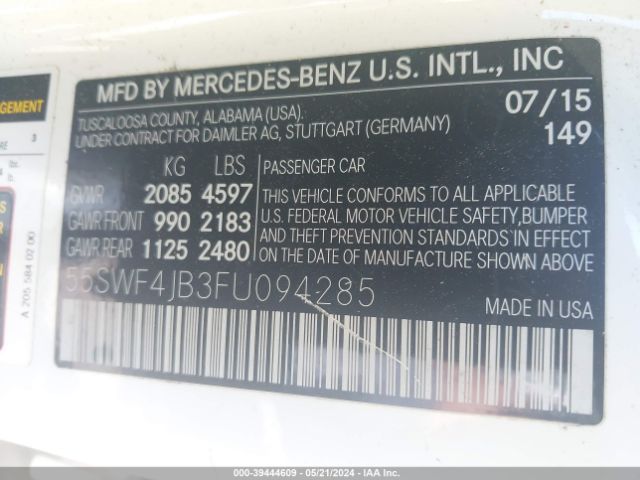 MFD BY MERCEDES-BENZ U.S. INTL., INC
TUSCALOOSA COUNTY, ALABAMA (USA).
UNDER CONTRACT FOR DAIMLER AG, STUTTGART (GERMANY)
07/15
149
KG LBS
GVWR 2085 4597
GAWR FRONT 990 2183
GAWR REAR 1125 2480
PASSENGER CAR
THIS VEHICLE CONFORMS TO ALL APPLICABLE
U.S. FEDERAL MOTOR VEHICLE SAFETY,BUMPER
AND THEFT PREVENTION STANDARDS IN EFFECT
ON THE DATE OF MANUFACTURE SHOWN ABOVE.
55SWF4JB3FU094285
MADE IN USA
A 205 584 02 00
3
000-39444609 - 05/21/2024 - Copyright IAA, Inc.